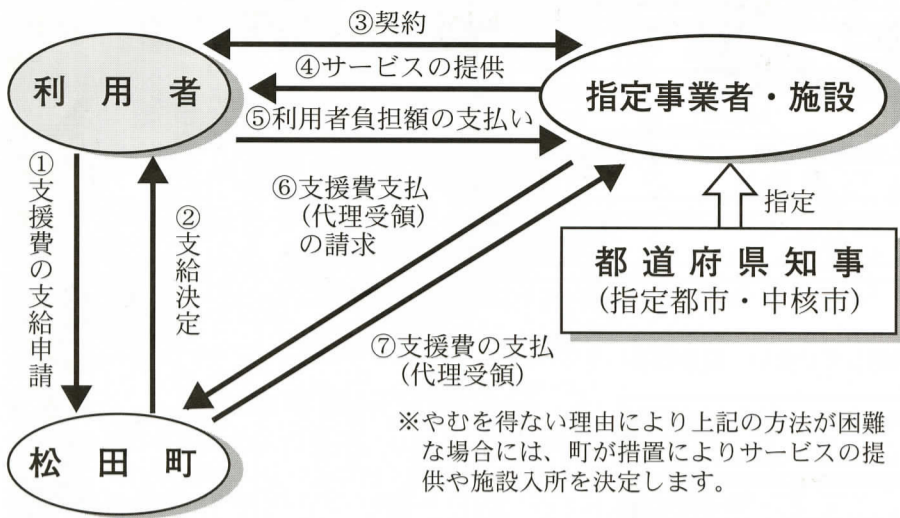 ③契約
④サービスの提供
利用者
指定事業者・施設
⑤利用者負担額の支払い
①支援費の支給申請
②支給決定
⑥支援費支払
(代理受領)
の請求
指定
都道府県知事
(指定都市・中核市)
⑦支援費の支払
(代理受領)
松田町
※やむを得ない理由により上記の方法が困難
な場合には、町が措置によりサービスの提
供や施設入所を決定します。